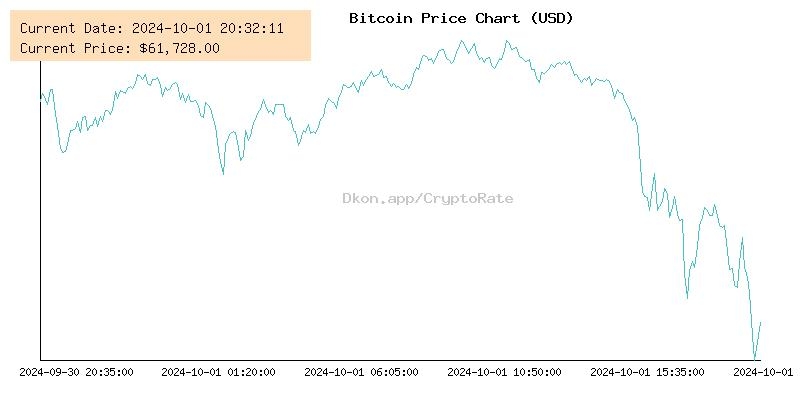 Bitcoin Price Chart (USD)
Current Date: 2024-10-01 20:32:11
Current Price: $61,728.00
Dkon.app/CryptoRate
2024-09-30 20:35:00 2024-10-01 01:20:00 2024-10-01 06:05:00 2024-10-01 10:50:00 2024-10-01 15:35:00 2024-10-01